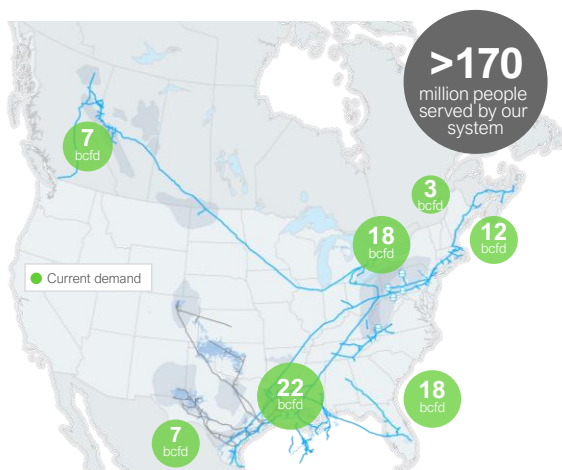 >170
million people
served by our
system
7
bcfd
3
bcfd
18
bcfd
12
bcfd
Current demand
22
bcfd
18
bcfd
7
bcfd